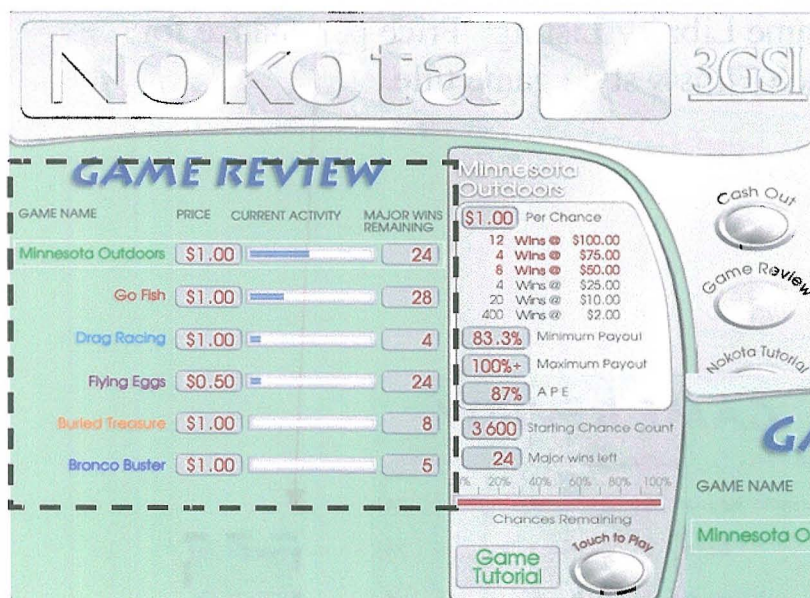 Nokota
3GSI
GAME REVIEW
GAME NAME PRICE CURRENT ACTIVITY MAJOR WINS REMAINING
Minnesota Outdoors $1.00 24
Go Fish $1.00 28
Drag Racing $1.00 4
Flying Eggs $0.50 24
Buried Treasure $1.00 8
Bronco Buster $1.00 5
Minnesota
Outdoors
$1.00 Per Chance
12 Wins @ $100.00
4 Wins @ $75.00
8 Wins @ $50.00
4 Wins @ $25.00
20 Wins @ $10.00
400 Wins @ $2.00
83.3% Minimum Payout
100%+ Maximum Payout
87% A P E
3 600 Starting Chance Count
24 Major wins left
20% 40% 60% 80% 100%
Chances Remaining
Game
Tutorial
Touch to Play
Cash Out
Game Review
Nokota Tutorial
GAME NAME
Minnesota O